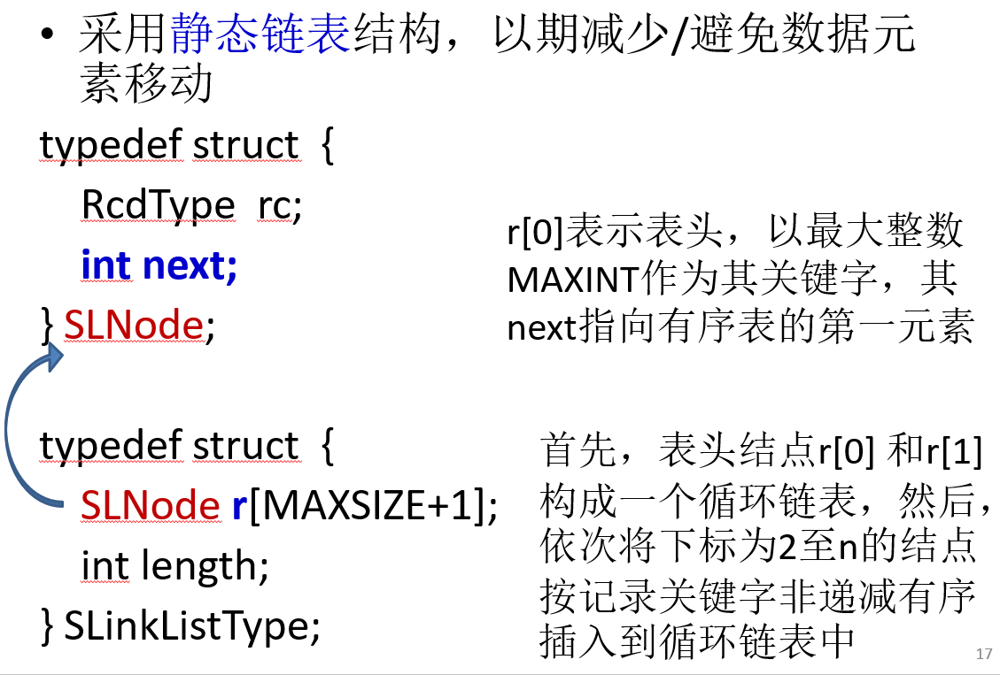 • 采用静态链表结构，以期减少/避免数据元
素移动
typedef struct {
RcdType rc;
int next;
} SLNode;
r[0]表示表头，以最大整数
MAXINT作为其关键字，其
next指向有序表的第一元素
typedef struct {
SLNode r[MAXSIZE+1];
int length;
} SLinkListType;
首先，表头结点r[0] 和r[1]
构成一个循环链表，然后，
依次将下标为2至n的结点
按记录关键字非递减有序
插入到循环链表中
17